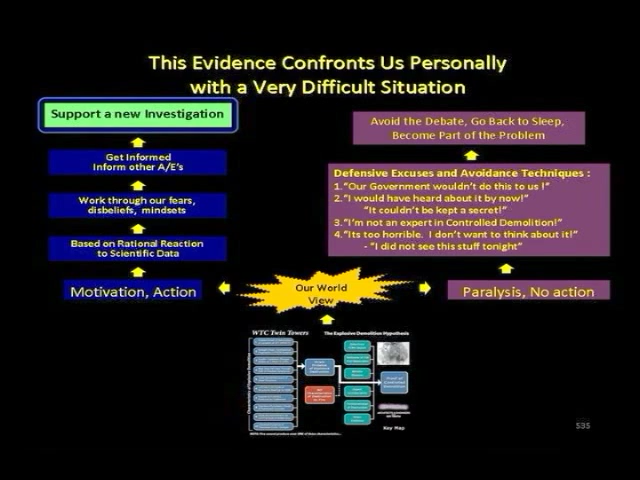 This Evidence Confronts Us Personally
with a Very Difficult Situation
Support a new Investigation
Get Informed
Inform other A/E's
Work through our fears,
disbeliefs, mindsets
Based on Rational Reaction
to Scientific Data
Motivation, Action
Avoid the Debate, Go Back to Sleep,
Become Part of the Problem
Defensive Excuses and Avoidance Techniques :
1."Our Government wouldn't do this to us !"
2."I would have heard about it by now!"
"It couldn't be kept a secret!"
3."I'm not an expert in Controlled Demolition!"
4."Its too horrible. I don't want to think about it!"
- "I did not see this stuff tonight"
Paralysis, No action
Our World
View
WTC Twin Towers
The Explosive Demolition Hypothesis
Key Map
535